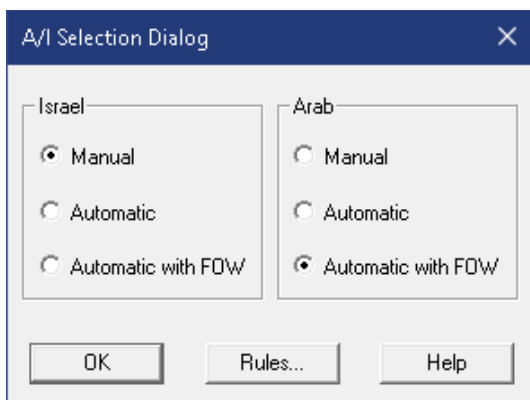 A/I Selection Dialog
Israel
Manual
Automatic
Automatic with FOW
Arab
Manual
Automatic
Automatic with FOW
OK
Rules...
Help